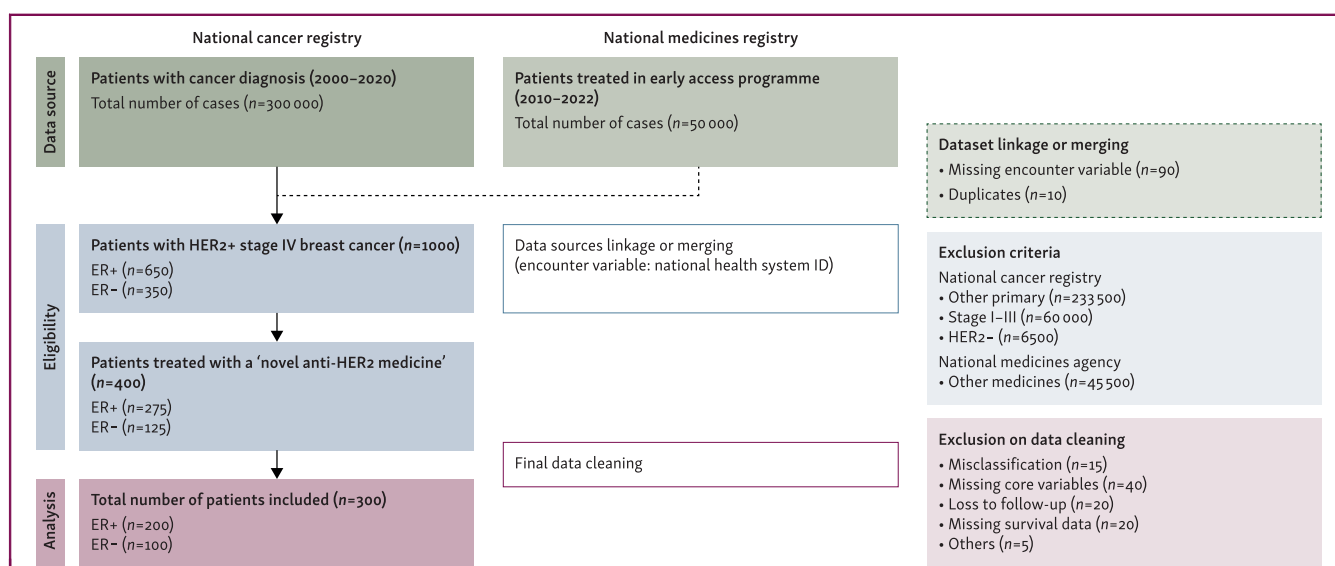 National cancer registry
National medicines registry
Data source
Patients with cancer diagnosis (2000–2020)
Total number of cases (n=300 000)
Patients treated in early access programme
(2010–2022)
Total number of cases (n=50 000)
Dataset linkage or merging
• Missing encounter variable (n=90)
• Duplicates (n=10)
Eligibility
Patients with HER2+ stage IV breast cancer (n=1000)
ER+ (n=650)
ER– (n=350)
Data sources linkage or merging
(encounter variable: national health system ID)
Exclusion criteria
National cancer registry
• Other primary (n=233 500)
• Stage I–III (n=60 000)
• HER2– (n=6500)
National medicines agency
• Other medicines (n=45 500)
Patients treated with a ‘novel anti-HER2 medicine’
(n=400)
ER+ (n=275)
ER– (n=125)
Final data cleaning
Exclusion on data cleaning
• Misclassification (n=15)
• Missing core variables (n=40)
• Loss to follow-up (n=20)
• Missing survival data (n=20)
• Others (n=5)
Analysis
Total number of patients included (n=300)
ER+ (n=200)
ER– (n=100)